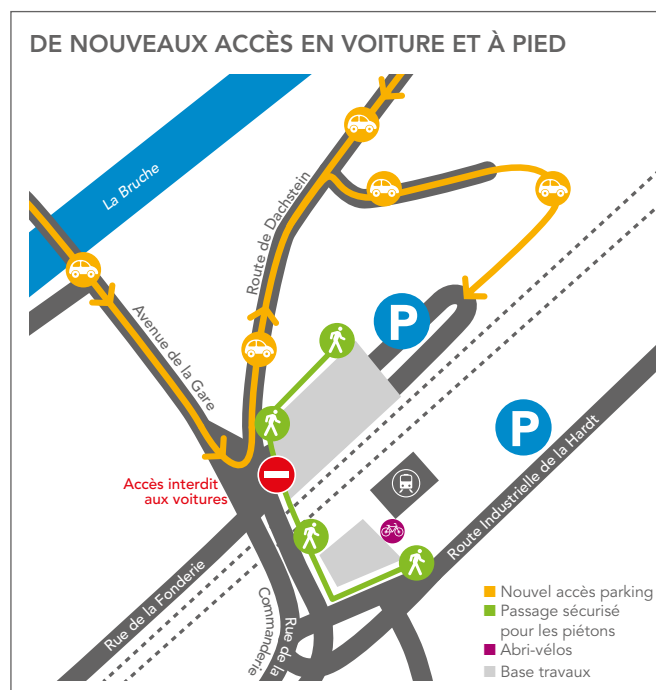 DE NOUVEAUX ACCÈS EN VOITURE ET À PIED
La Bruche
Route de Dachstein
Avenue de la Gare
P
P
Accès interdit
aux voitures
Route Industrielle de la Hardt
Rue de la Fonderie
Rue de la
Commanderie
Nouvel accès parking
Passage sécurisé
pour les piétons
Abri-vélos
Base travaux